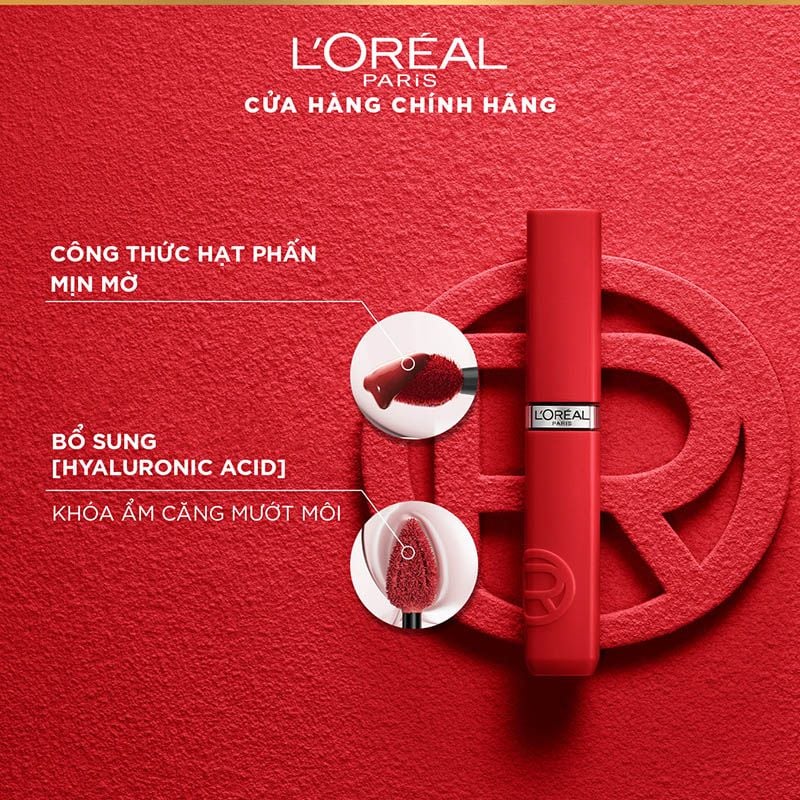 L'ORÉAL
PARIS
CỬA HÀNG CHÍNH HÃNG
CÔNG THỨC HẠT PHẤN
MỊN MỜ
BỔ SUNG
[HYALURONIC ACID]
KHÓA ẨM CĂNG MƯỚT MÔI
L'ORÉAL
PARIS
R
R